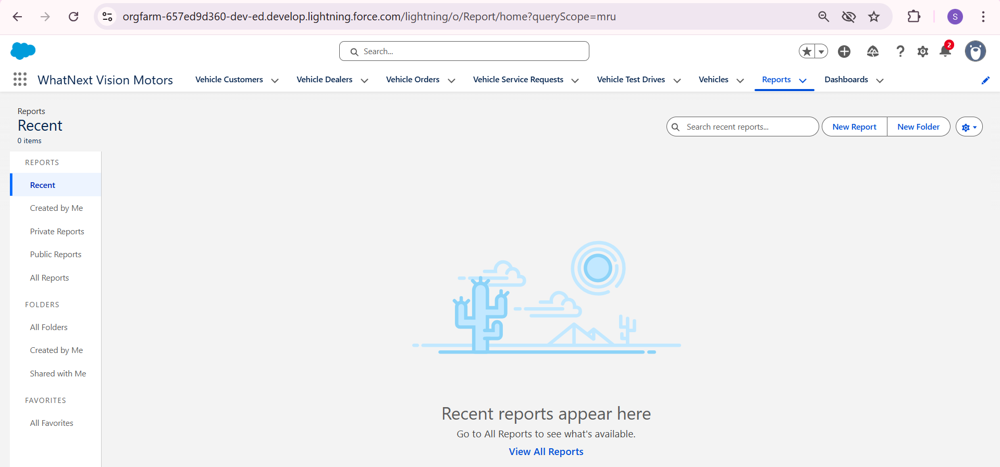 orgfarm-657ed9d360-dev-ed.develop.lightning.force.com/lightning/o/Report/home?queryScope=mru
S
Search...
2
WhatNext Vision Motors
Vehicle Customers
Vehicle Dealers
Vehicle Orders
Vehicle Service Requests
Vehicle Test Drives
Vehicles
Reports
Dashboards
Reports
Recent
0 items
Search recent reports...
New Report
New Folder
REPORTS
Recent
Created by Me
Private Reports
Public Reports
All Reports
FOLDERS
All Folders
Created by Me
Shared with Me
FAVORITES
All Favorites
Recent reports appear here
Go to All Reports to see what's available.
View All Reports